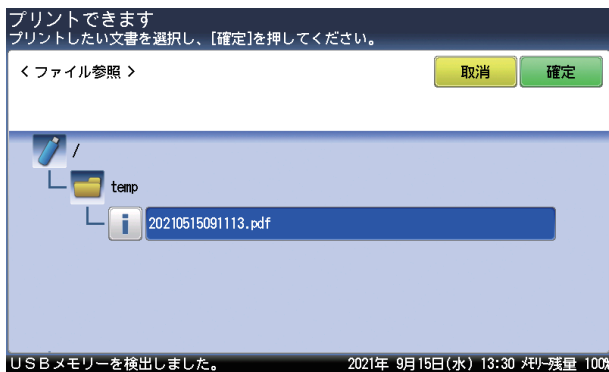 プリントできます
プリントしたい文書を選択し、[確定]を押してください。
< ファイル参照 >
取消
確定
/
temp
i
20210515091113.pdf
USBメモリーを検出しました。
2021年 9月15日(水) 13:30 メモリー残量 100%